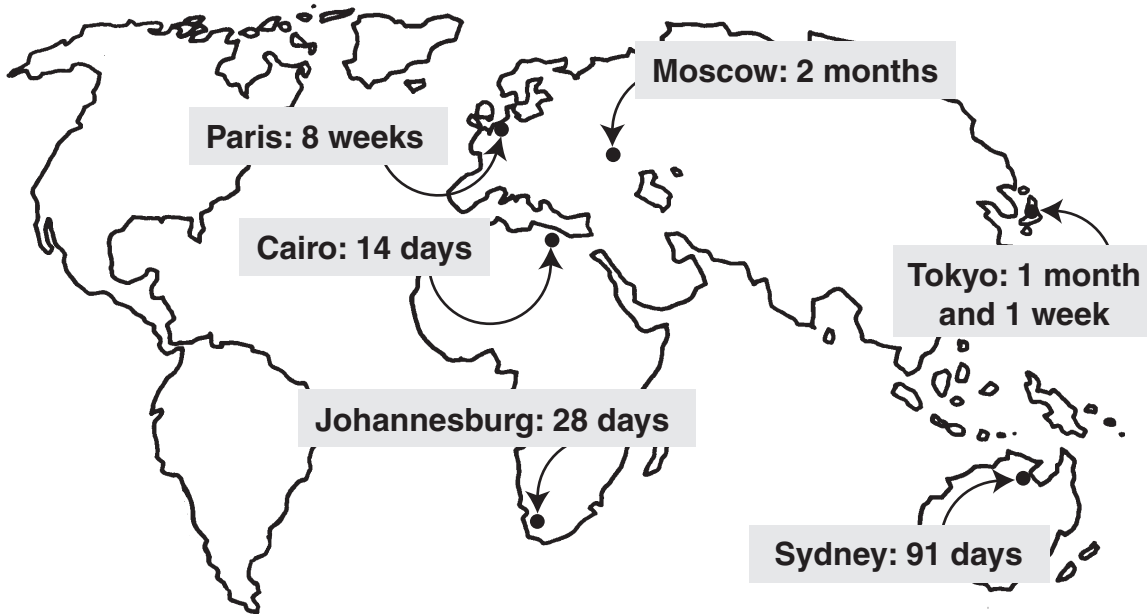 Moscow: 2 months
Paris: 8 weeks
Cairo: 14 days
Tokyo: 1 month
and 1 week
Johannesburg: 28 days
Sydney: 91 days